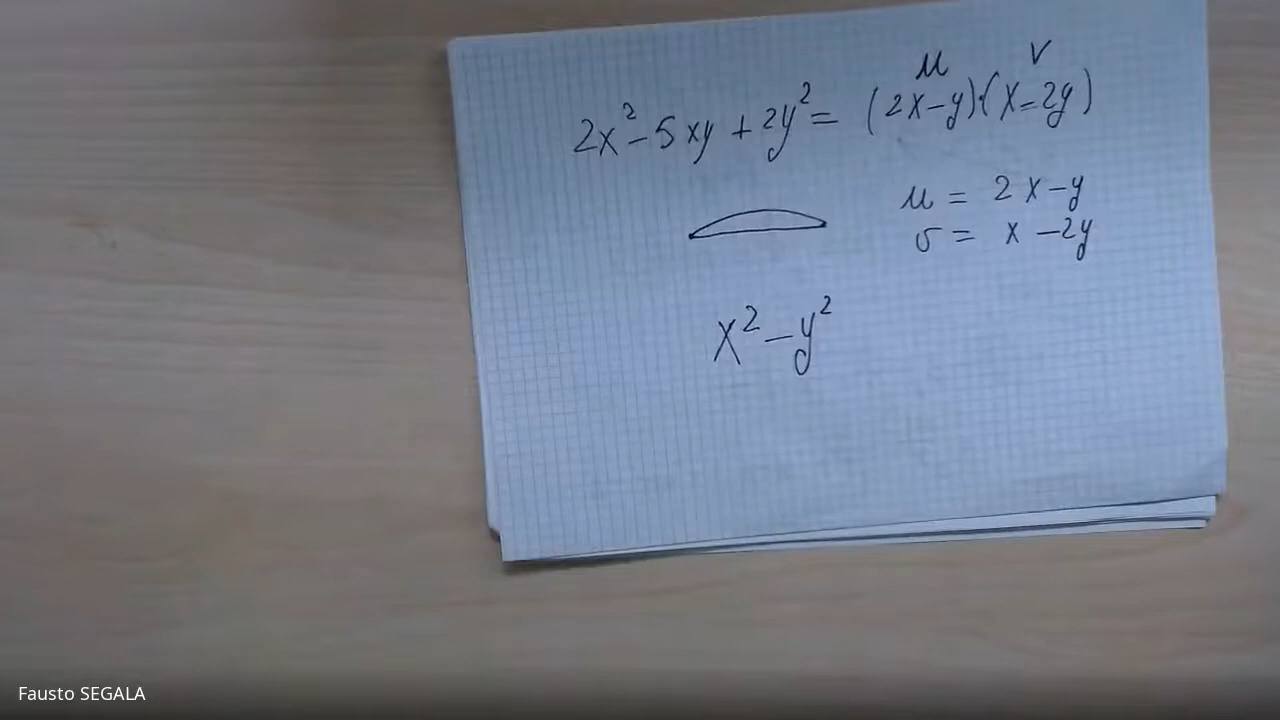 μ v
2x² - 5xy + 2y² = (2x-y)·(x-2y)
μ = 2x-y
v = x-2y
x² - y²
Fausto SEGALA